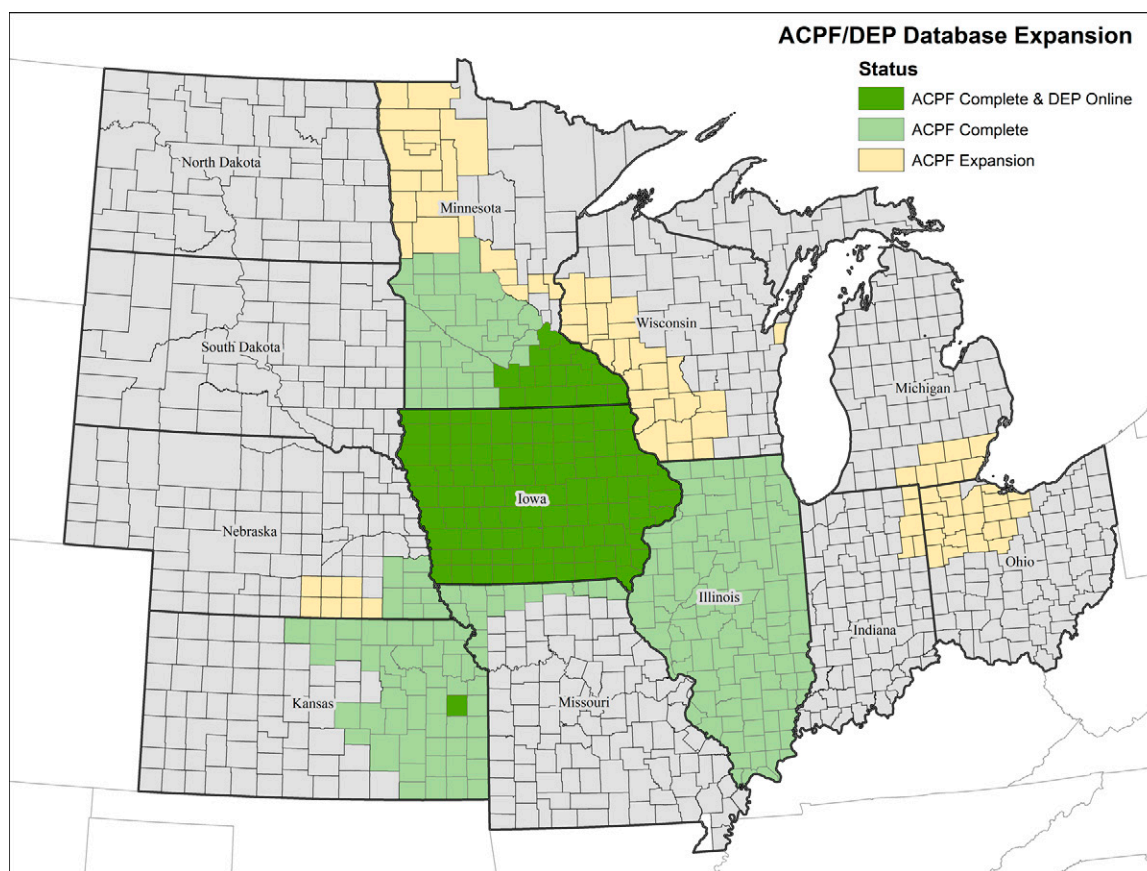 ACPF/DEP Database Expansion
Status
ACPF Complete & DEP Online
ACPF Complete
ACPF Expansion
North Dakota
Minnesota
South Dakota
Wisconsin
Michigan
Iowa
Nebraska
Illinois
Ohio
Indiana
Kansas
Missouri